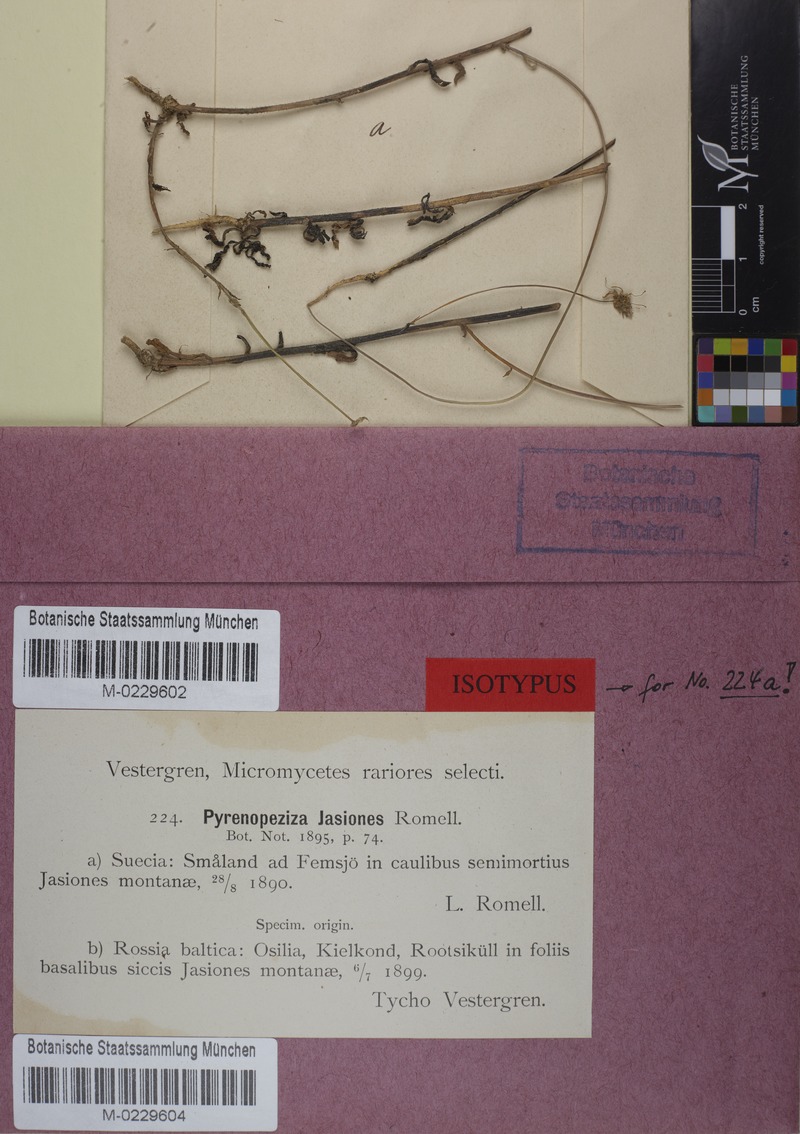 a
BOTANISCHE
STAATSSAMMLUNG
MÜNCHEN
0 1 2
cm
copyright reserved
Botanische
Staatssammlung
München
Botanische Staatssammlung München
M-0229602
ISOTYPUS
→ for No. 224a!
Vestergren, Micromycetes rariores selecti.
224. Pyrenopeziza Jasiones Romell.
Bot. Not. 1895, p. 74.
a) Suecia: Småland ad Femsjö in caulibus semimortius
Jasiones montanæ, 28/8 1890.
L. Romell.
Specim. origin.
b) Rossia baltica: Osilia, Kielkond, Rootsiküll in foliis
basalibus siccis Jasiones montanæ, 6/7 1899.
Tycho Vestergren.
Botanische Staatssammlung München
M-0229604